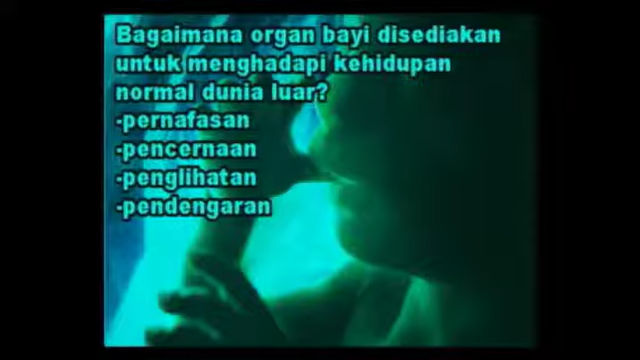 Bagaimana organ bayi disediakan
untuk menghadapi kehidupan
normal dunia luar?
-pernafasan
-pencernaan
-penglihatan
-pendengaran